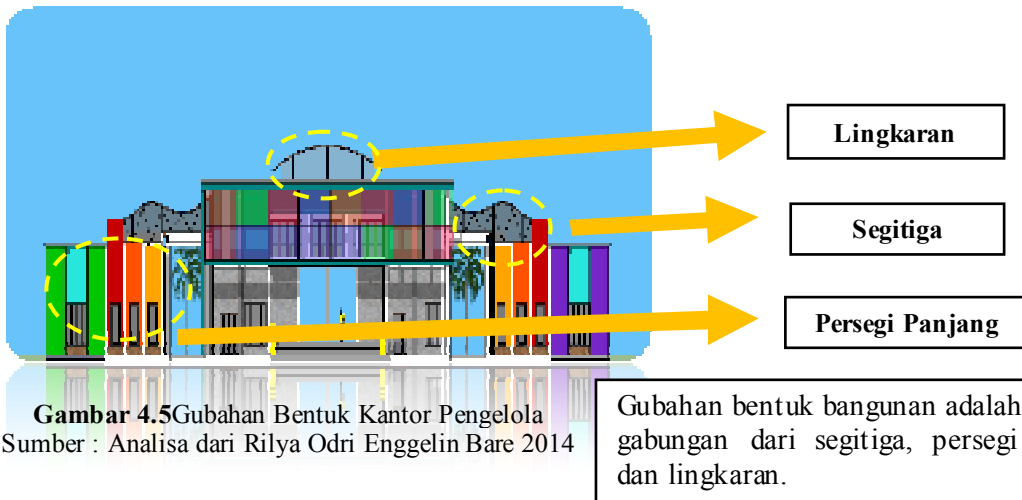 Lingkaran
Segitiga
Persegi Panjang
Gambar 4.5Gubahan Bentuk Kantor Pengelola
Sumber : Analisa dari Rilya Odri Enggelin Bare 2014
Gubahan bentuk bangunan adalah
gabungan dari segitiga, persegi
dan lingkaran.